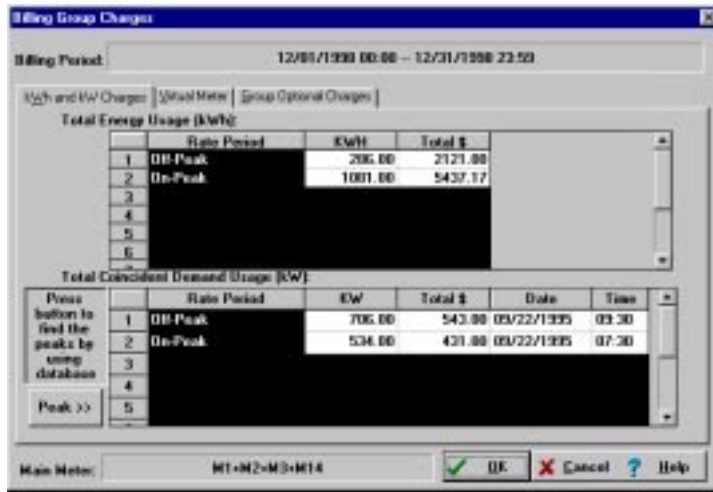 Billing Group Charges
Billing Period: 12/01/1998 00:00 -- 12/31/1998 23:59
kWh and kW Charges Virtual Meter Group Optional Charges
Total Energy Usage (kWh):
Rate Period KWH Total $
1 Off-Peak 206.00 2121.00
2 On-Peak 1001.00 5437.17
3
4
5
6
Total Coincident Demand Usage (KW):
Press button to find the peaks by using database
Rate Period KW Total $ Date Time
1 Off-Peak 706.00 543.00 09/22/1995 09:30
2 On-Peak 534.00 431.00 09/22/1995 07:30
3
4
5
Peak >>
Main Meter: M1+M2+M3+M14
OK Cancel Help